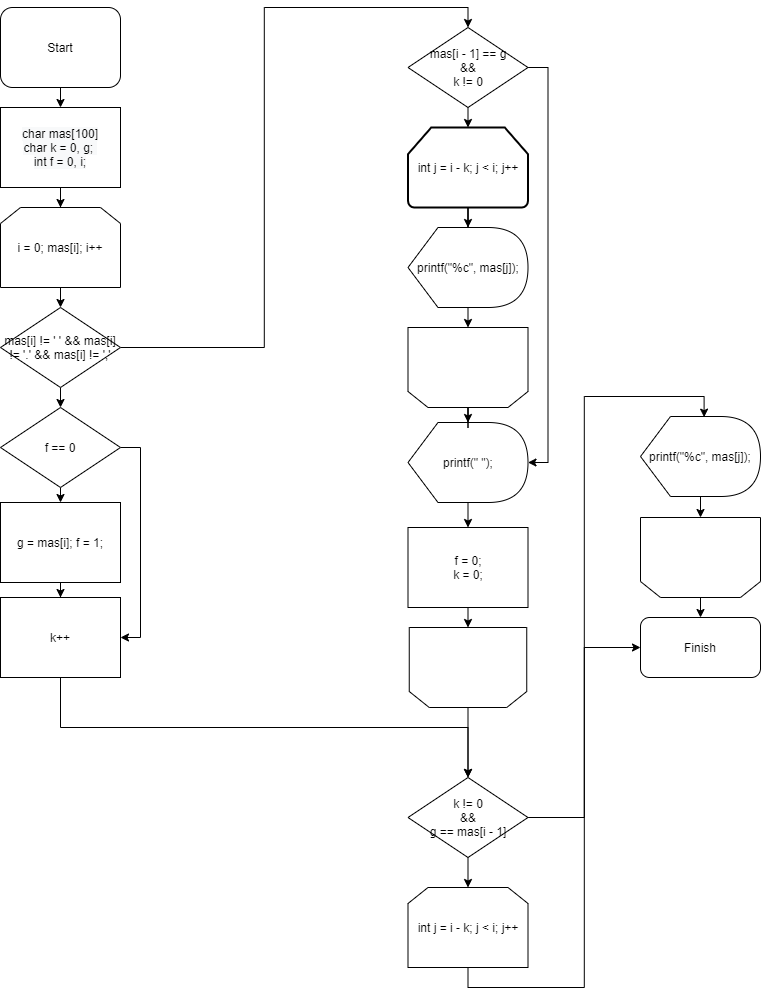 Start
char mas[100]
char k = 0, g;
int f = 0, i;
i = 0; mas[i]; i++
mas[i] != ' ' && mas[i]
!= '.' && mas[i] != ','
f == 0
g = mas[i]; f = 1;
k++
mas[i - 1] == g
&&
k != 0
int j = i - k; j < i; j++
printf("%c", mas[j]);
printf(" ");
f = 0;
k = 0;
k != 0
&&
g == mas[i - 1]
int j = i - k; j < i; j++
printf("%c", mas[j]);
Finish